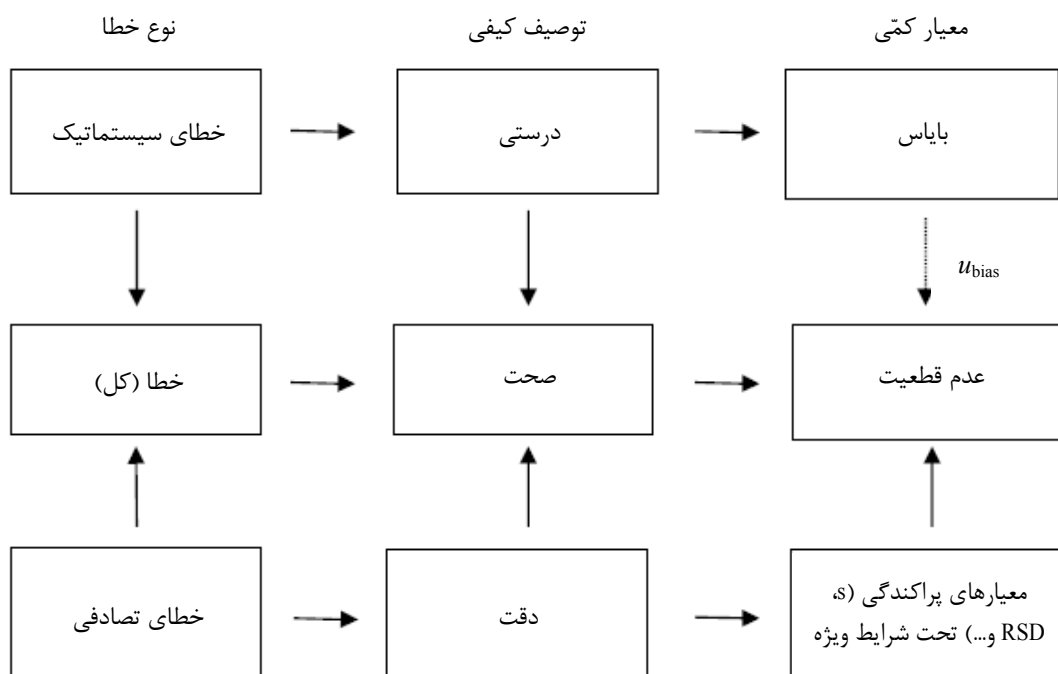 نوع خطا
توصیف کیفی
معیار کمّی
خطای سیستماتیک
درستی
بایاس
u_bias
خطا (کل)
صحت
عدم قطعیت
خطای تصادفی
دقت
معیارهای پراکندگی (s،
RSD و...) تحت شرایط ویژه